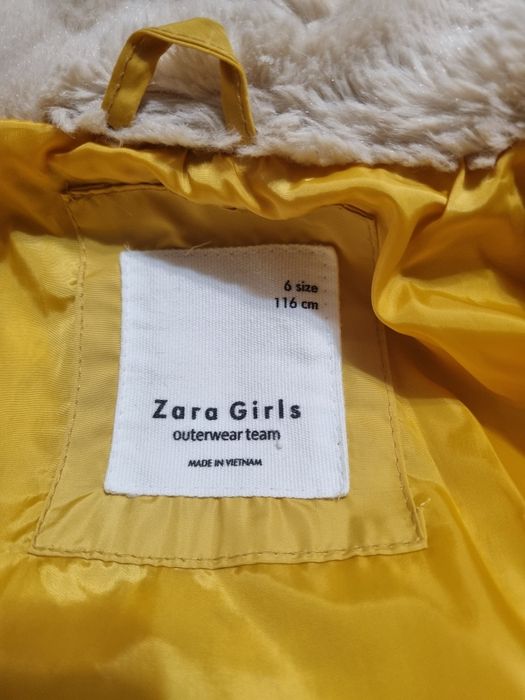 6 size
116 cm
Zara Girls
outerwear team
MADE IN VIETNAM